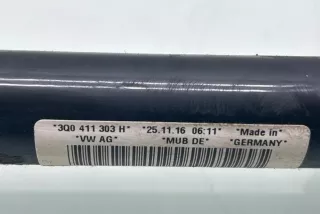 *3Q0 411 303 H* *25.11.16 06:11* *Made in*
*VW AG* *MUB DE* *GERMANY*